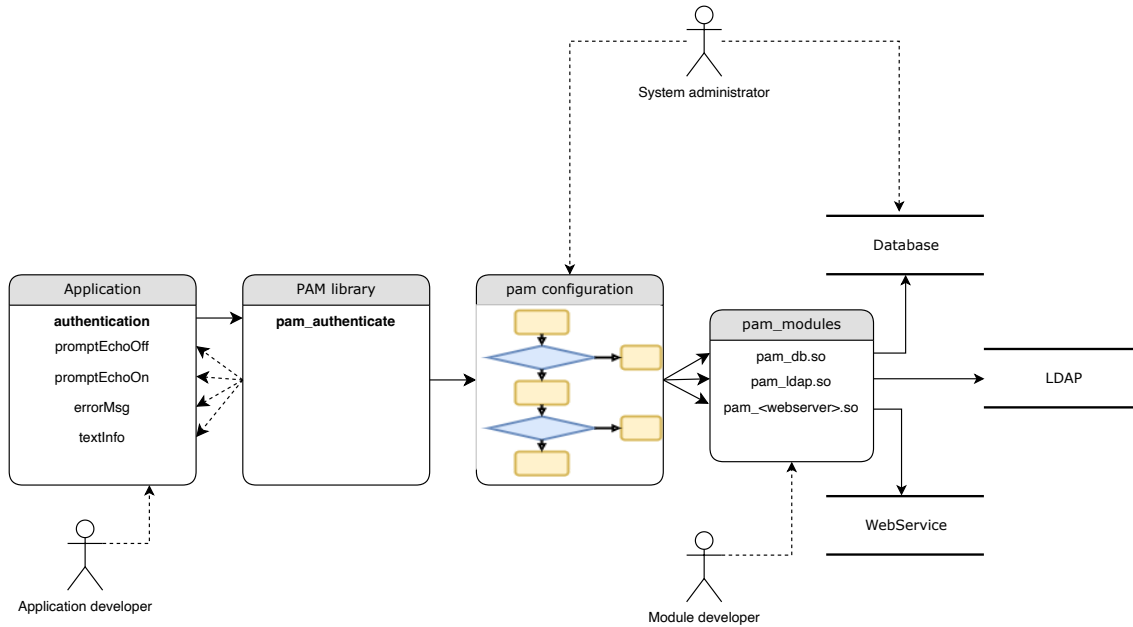 System administrator
Database
Application
authentication
promptEchoOff
promptEchoOn
errorMsg
textInfo
PAM library
pam_authenticate
pam configuration
pam_modules
pam_db.so
pam_ldap.so
pam_<webserver>.so
LDAP
WebService
Application developer
Module developer